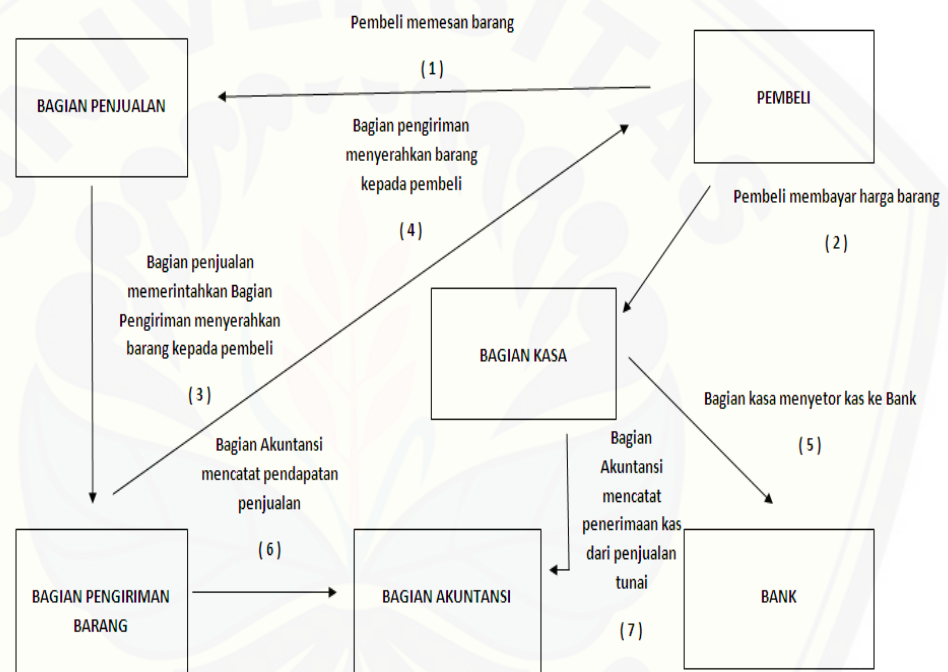 UNIVERSITAS
Pembeli memesan barang
( 1 )
BAGIAN PENJUALAN
PEMBELI
Bagian pengiriman
menyerahkan barang
kepada pembeli
( 4 )
Pembeli membayar harga barang
( 2 )
Bagian penjualan
memerintahkan Bagian
Pengiriman menyerahkan
barang kepada pembeli
( 3 )
BAGIAN KASA
Bagian kasa menyetor kas ke Bank
( 5 )
Bagian Akuntansi
mencatat pendapatan
penjualan
( 6 )
Bagian
Akuntansi
mencatat
penerimaan kas
dari penjualan
tunai
( 7 )
BAGIAN PENGIRIMAN
BARANG
BAGIAN AKUNTANSI
BANK